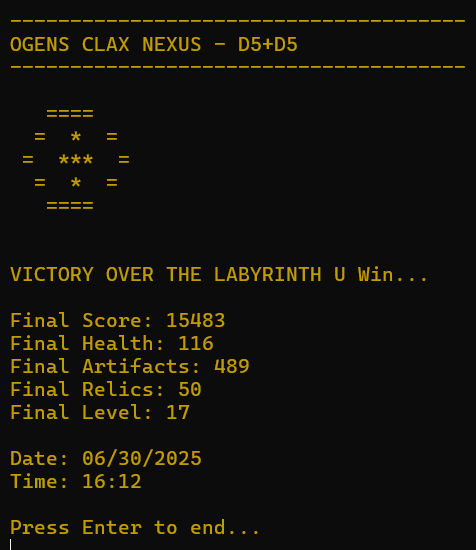 --------------------------------------
OGENS CLAX NEXUS - D5+D5
--------------------------------------
   ====
  =  *  =
 =  ***  =
  =  *  =
   ====
VICTORY OVER THE LABYRINTH U Win...
Final Score: 15483
Final Health: 116
Final Artifacts: 489
Final Relics: 50
Final Level: 17
Date: 06/30/2025
Time: 16:12
Press Enter to end...